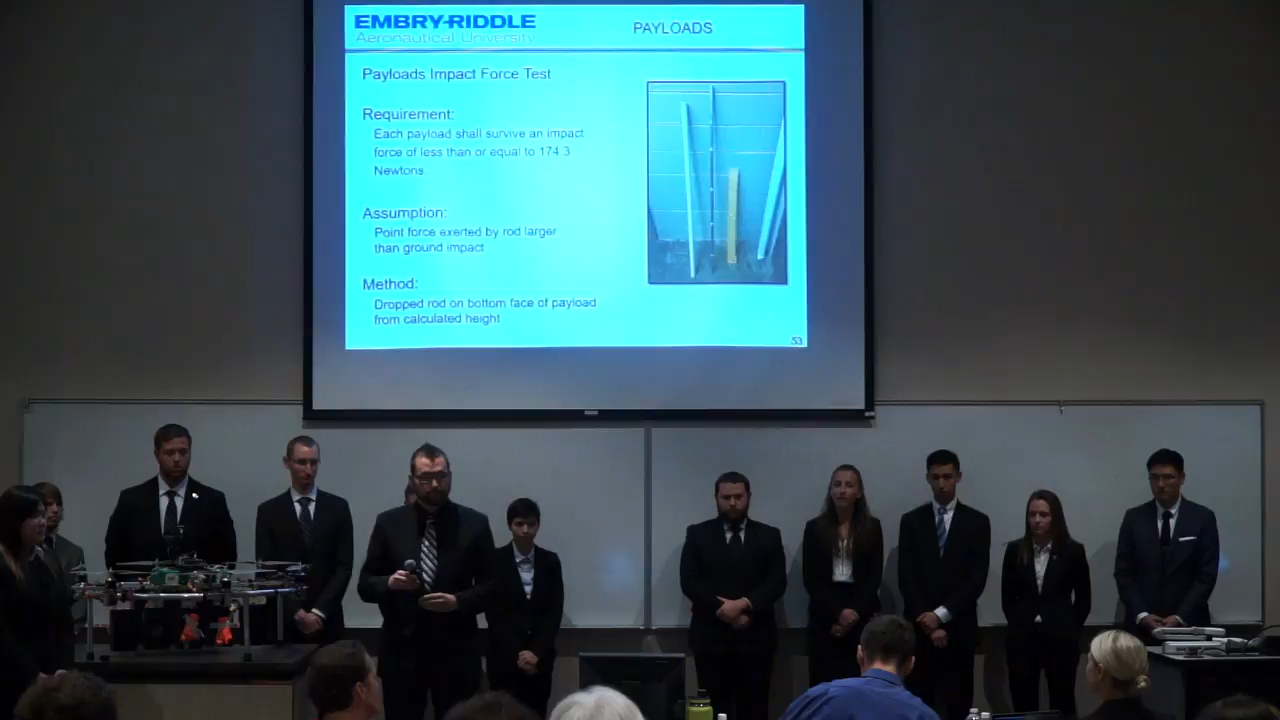 EMBRY-RIDDLE
Aeronautical University
PAYLOADS
Payloads Impact Force Test
Requirement:
Each payload shall survive an impact
force of less than or equal to 174.3
Newtons.
Assumption:
Point force exerted by rod larger
than ground impact
Method:
Dropped rod on bottom face of payload
from calculated height
53